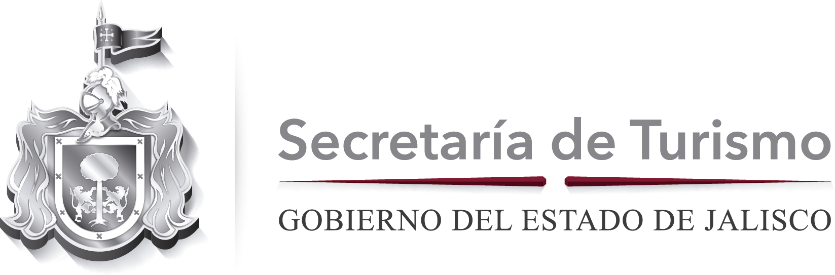 Secretaría de Turismo
GOBIERNO DEL ESTADO DE JALISCO